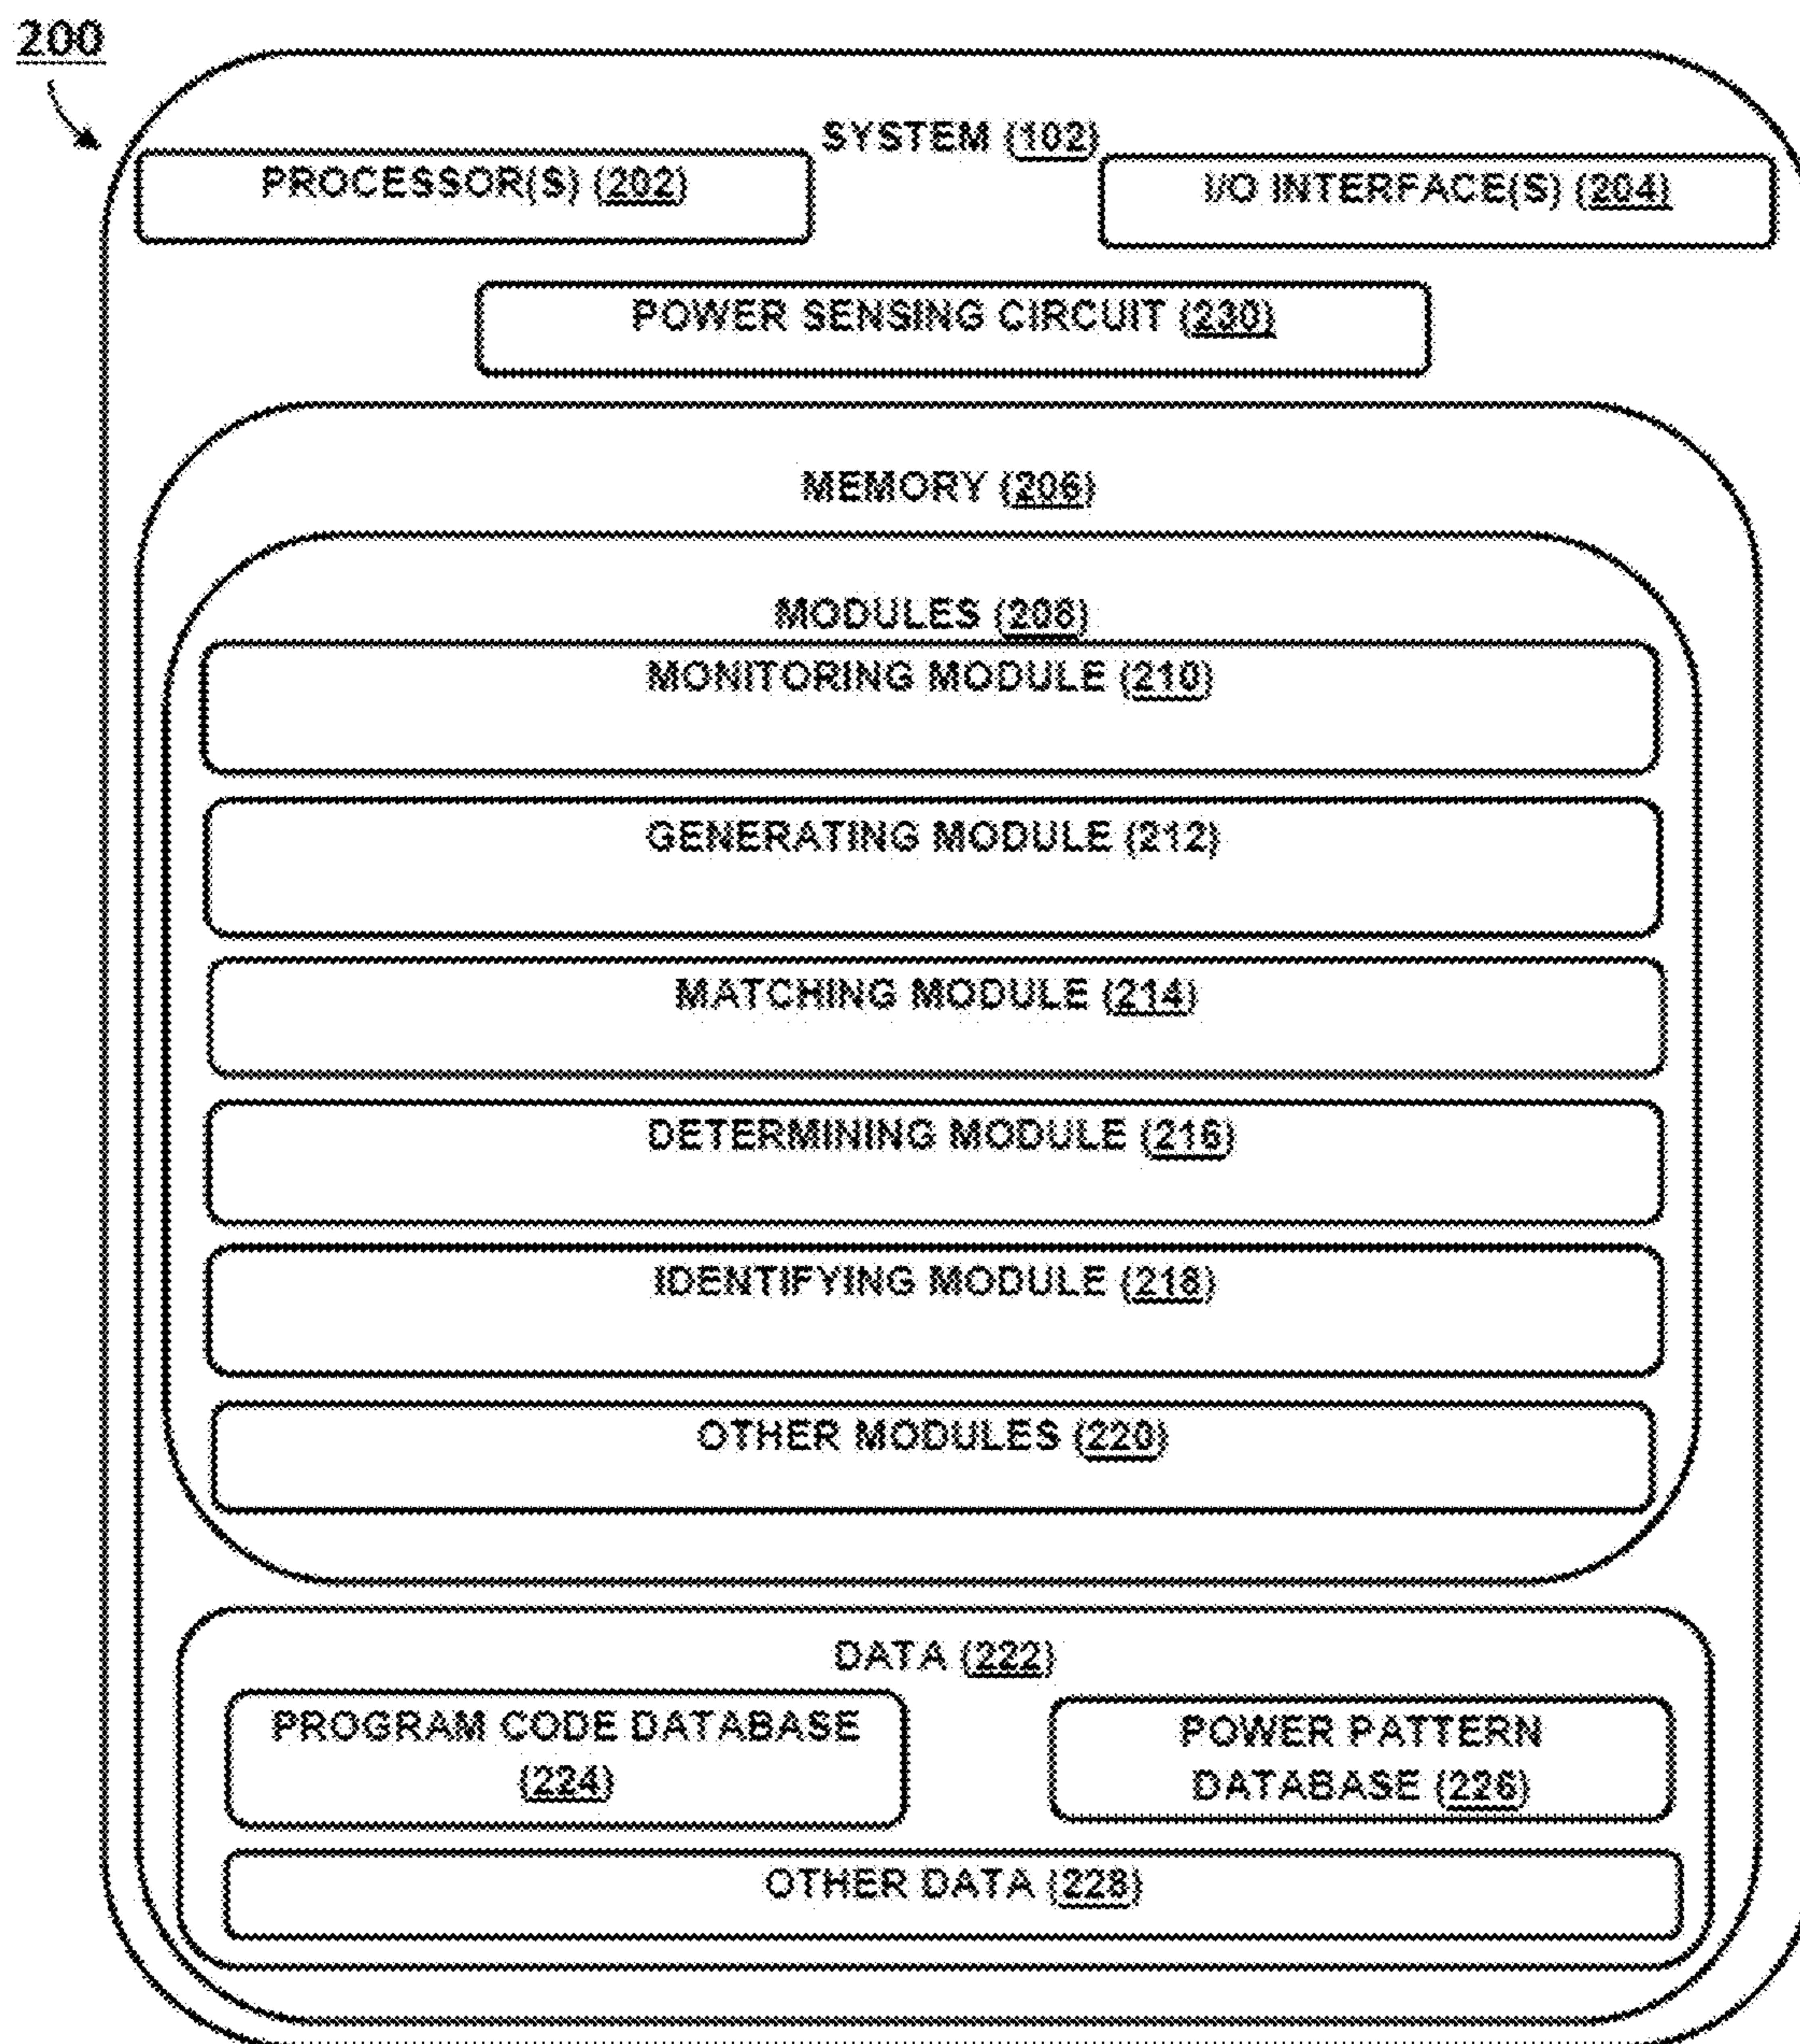 200
SYSTEM (102)
PROCESSOR(S) (202)
I/O INTERFACE(S) (204)
POWER SENSING CIRCUIT (230)
MEMORY (206)
MODULES (208)
MONITORING MODULE (210)
GENERATING MODULE (212)
MATCHING MODULE (214)
DETERMINING MODULE (216)
IDENTIFYING MODULE (218)
OTHER MODULES (220)
DATA (222)
PROGRAM CODE DATABASE
(224)
POWER PATTERN
DATABASE (226)
OTHER DATA (228)